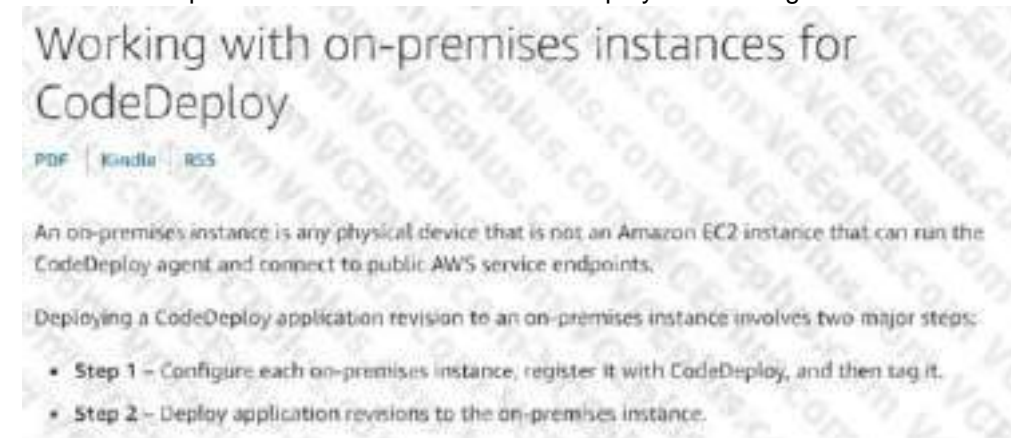 Working with on-premises instances for
CodeDeploy
PDF Kindle RSS
An on-premises instance is any physical device that is not an Amazon EC2 instance that can run the
CodeDeploy agent and connect to public AWS service endpoints.
Deploying a CodeDeploy application revision to an on-premises instance involves two major steps:
• Step 1 – Configure each on-premises instance, register it with CodeDeploy, and then tag it.
• Step 2 – Deploy application revisions to the on-premises instance.